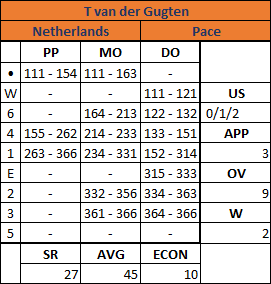 T van der Gugten
Netherlands Pace
PP MO DO
• 111 - 154 111 - 163 -
W - - 111 - 121 US
6 - 164 - 213 122 - 132 0/1/2
4 155 - 262 214 - 233 133 - 151 APP
1 263 - 366 234 - 331 152 - 314 3
E - - 315 - 333 OV
2 - 332 - 356 334 - 363 9
3 - 361 - 366 364 - 366 W
5 - - - 2
SR AVG ECON
27 45 10